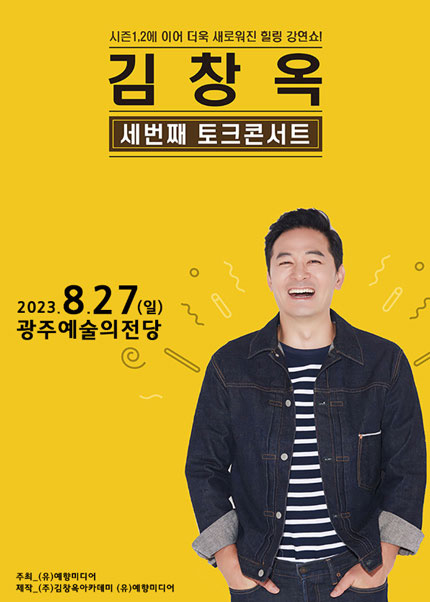 시즌1,2에 이어 더욱 새로워진 힐링 강연쇼!
김창옥
세번째 토크콘서트
2023.8.27(일)
광주예술의전당
주최_(유)예향미디어
제작_(주)김창옥아카데미 (유)예향미디어